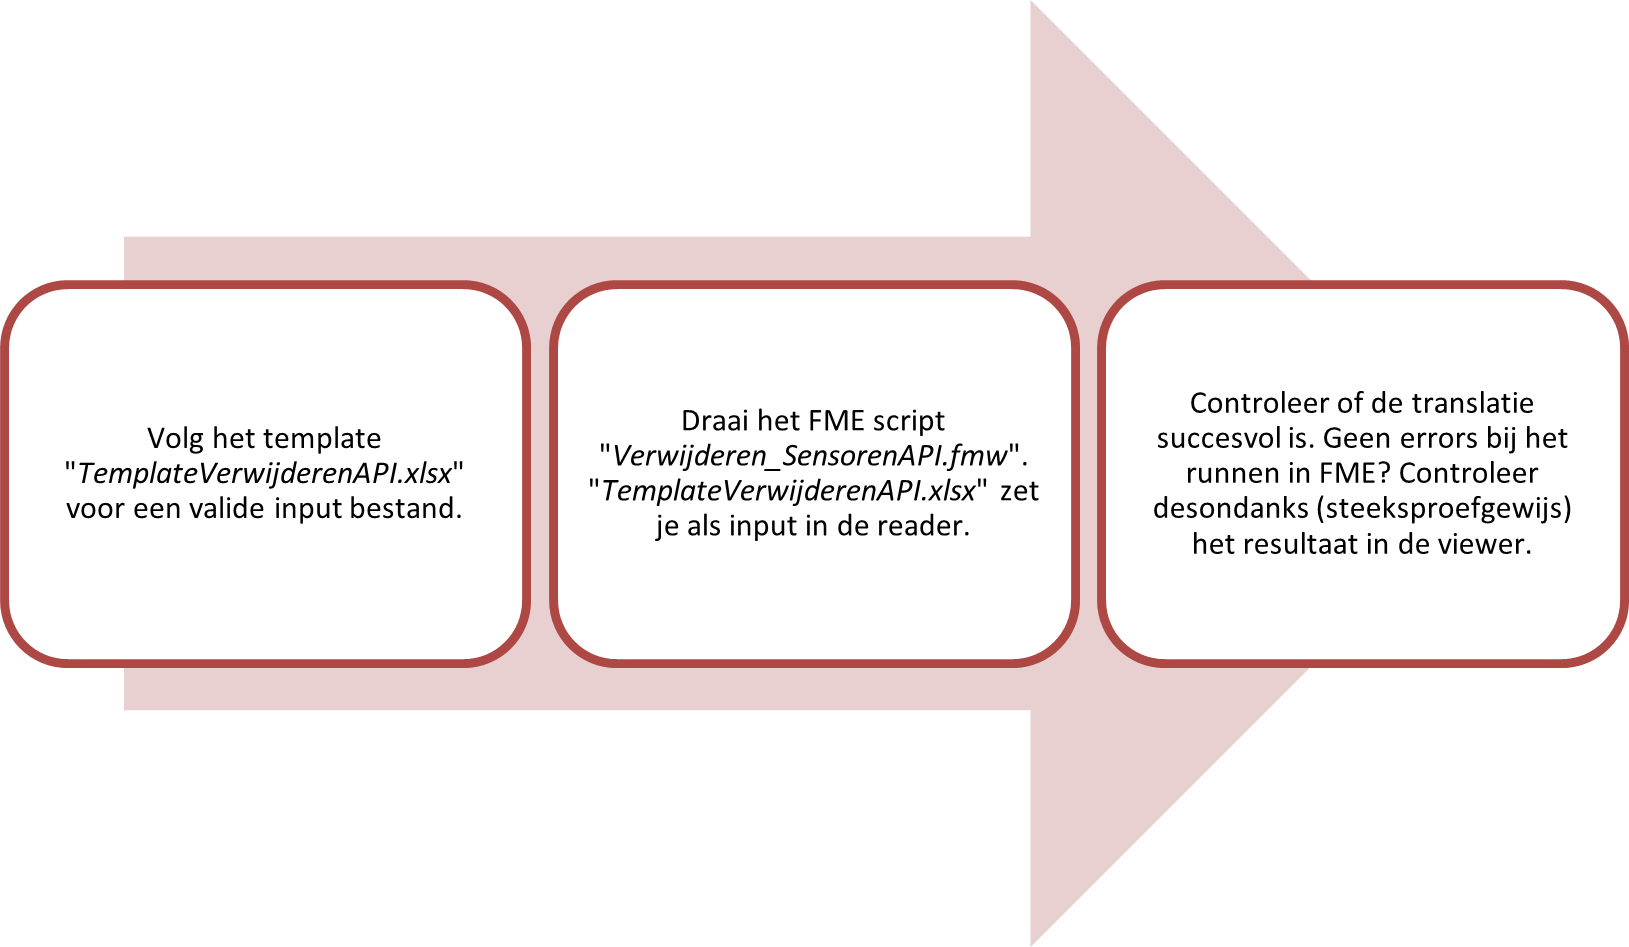 Volg het template
"TemplateVerwijderenAPI.xlsx"
voor een valide input bestand.
Draai het FME script
"Verwijderen_SensorenAPI.fmw".
"TemplateVerwijderenAPI.xlsx" zet
je als input in de reader.
Controleer of de translatie
succesvol is. Geen errors bij het
runnen in FME? Controleer
desondanks (steeksproefgewijs)
het resultaat in de viewer.